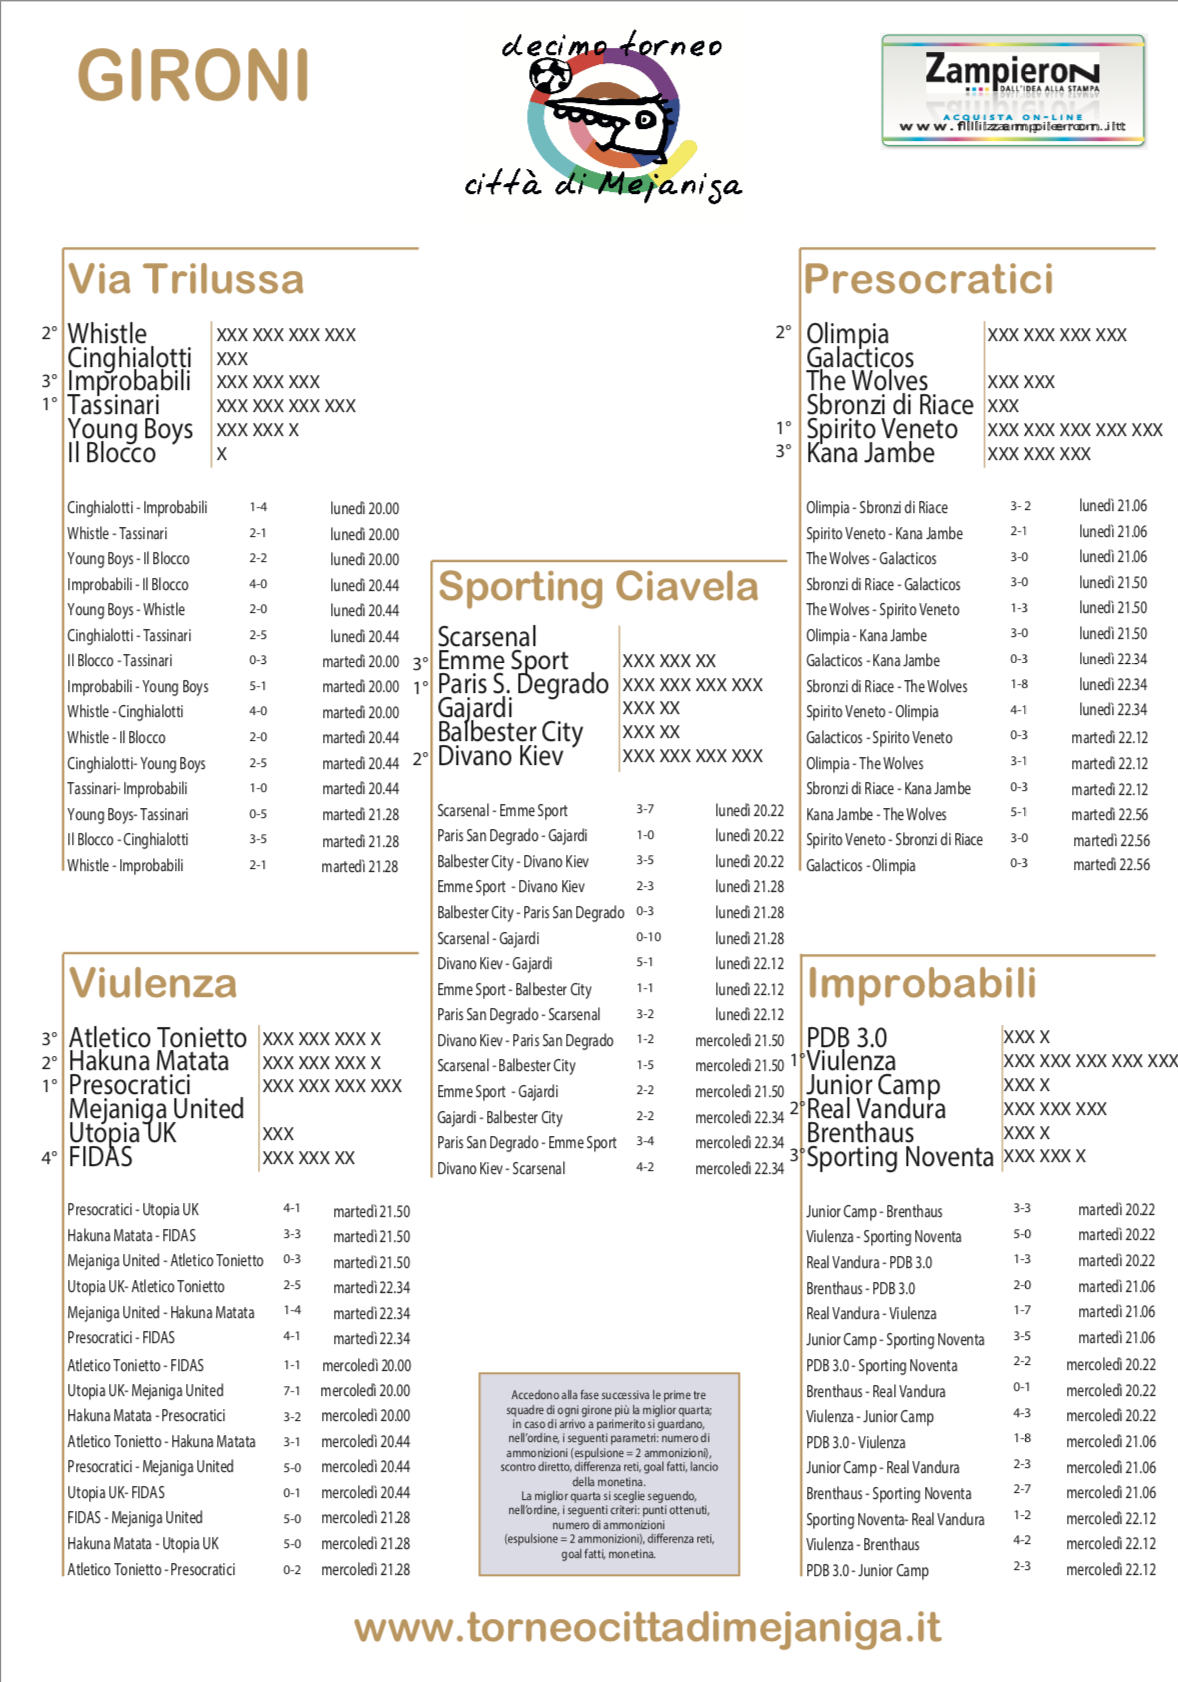 GIRONI
decimo torneo
città di Mejaniga
Zampieron
DALL'IDEA ALLA STAMPA
ACQUISTA ON-LINE
Via Trilussa
2° Whistle XXX XXX XXX XXX
Cinghialotti XXX
3° Improbabili XXX XXX XXX
1° Tassinari XXX XXX XXX XXX
Young Boys XXX XXX X
Il Blocco X
Cinghialotti - Improbabili 1-4 lunedì 20.00
Whistle - Tassinari 2-1 lunedì 20.00
Young Boys - Il Blocco 2-2 lunedì 20.00
Improbabili - Il Blocco 4-0 lunedì 20.44
Young Boys - Whistle 2-0 lunedì 20.44
Cinghialotti - Tassinari 2-5 lunedì 20.44
Il Blocco - Tassinari 0-3 martedì 20.00
Improbabili - Young Boys 5-1 martedì 20.00
Whistle - Cinghialotti 4-0 martedì 20.00
Whistle - Il Blocco 2-0 martedì 20.44
Cinghialotti- Young Boys 2-5 martedì 20.44
Tassinari- Improbabili 1-0 martedì 20.44
Young Boys- Tassinari 0-5 martedì 21.28
Il Blocco - Cinghialotti 3-5 martedì 21.28
Whistle - Improbabili 2-1 martedì 21.28
Presocratici
2° Olimpia XXX XXX XXX XXX
Galacticos
The Wolves XXX XXX
Sbronzi di Riace XXX
1° Spirito Veneto XXX XXX XXX XXX XXX
3° Kana Jambe XXX XXX XXX
Olimpia - Sbronzi di Riace 3- 2 lunedì 21.06
Spirito Veneto - Kana Jambe 2-1 lunedì 21.06
The Wolves - Galacticos 3-0 lunedì 21.06
Sbronzi di Riace - Galacticos 3-0 lunedì 21.50
The Wolves - Spirito Veneto 1-3 lunedì 21.50
Olimpia - Kana Jambe 3-0 lunedì 21.50
Galacticos - Kana Jambe 0-3 lunedì 22.34
Sbronzi di Riace - The Wolves 1-8 lunedì 22.34
Spirito Veneto - Olimpia 4-1 lunedì 22.34
Galacticos - Spirito Veneto 0-3 martedì 22.12
Olimpia - The Wolves 3-1 martedì 22.12
Sbronzi di Riace - Kana Jambe 0-3 martedì 22.12
Kana Jambe - The Wolves 5-1 martedì 22.56
Spirito Veneto - Sbronzi di Riace 3-0 martedì 22.56
Galacticos - Olimpia 0-3 martedì 22.56
Sporting Ciavela
Scarsenal
3° Emme Sport XXX XXX XX
1° Paris S. Degrado XXX XXX XXX XXX
Gajardi XXX XX
Balbester City XXX XX
2° Divano Kiev XXX XXX XXX XXX
Scarsenal - Emme Sport 3-7 lunedì 20.22
Paris San Degrado - Gajardi 1-0 lunedì 20.22
Balbester City - Divano Kiev 3-5 lunedì 20.22
Emme Sport - Divano Kiev 2-3 lunedì 21.28
Balbester City - Paris San Degrado 0-3 lunedì 21.28
Scarsenal - Gajardi 0-10 lunedì 21.28
Divano Kiev - Gajardi 5-1 lunedì 22.12
Emme Sport - Balbester City 1-1 lunedì 22.12
Paris San Degrado - Scarsenal 3-2 lunedì 22.12
Divano Kiev - Paris San Degrado 1-2 mercoledì 21.50
Scarsenal - Balbester City 1-5 mercoledì 21.50
Emme Sport - Gajardi 2-2 mercoledì 21.50
Gajardi - Balbester City 2-2 mercoledì 22.34
Paris San Degrado - Emme Sport 3-4 mercoledì 22.34
Divano Kiev - Scarsenal 4-2 mercoledì 22.34
Viulenza
3° Atletico Tonietto XXX XXX XXX X
2° Hakuna Matata XXX XXX XXX X
1° Presocratici XXX XXX XXX XXX
Mejaniga United
Utopia UK XXX
4° FIDAS XXX XXX XX
Presocratici - Utopia UK 4-1 martedì 21.50
Hakuna Matata - FIDAS 3-3 martedì 21.50
Mejaniga United - Atletico Tonietto 0-3 martedì 21.50
Utopia UK- Atletico Tonietto 2-5 martedì 22.34
Mejaniga United - Hakuna Matata 1-4 martedì 22.34
Presocratici - FIDAS 4-1 martedì 22.34
Atletico Tonietto - FIDAS 1-1 mercoledì 20.00
Utopia UK- Mejaniga United 7-1 mercoledì 20.00
Hakuna Matata - Presocratici 3-2 mercoledì 20.00
Atletico Tonietto - Hakuna Matata 3-1 mercoledì 20.44
Presocratici - Mejaniga United 5-0 mercoledì 20.44
Utopia UK- FIDAS 0-1 mercoledì 20.44
FIDAS - Mejaniga United 5-0 mercoledì 21.28
Hakuna Matata - Utopia UK 5-0 mercoledì 21.28
Atletico Tonietto - Presocratici 0-2 mercoledì 21.28
Improbabili
PDB 3.0 XXX X
1° Viulenza XXX XXX XXX XXX XXX
Junior Camp XXX X
2° Real Vandura XXX XXX XXX
Brenthaus XXX X
3° Sporting Noventa XXX XXX X
Junior Camp - Brenthaus 3-3 martedì 20.22
Viulenza - Sporting Noventa 5-0 martedì 20.22
Real Vandura - PDB 3.0 1-3 martedì 20.22
Brenthaus - PDB 3.0 2-0 martedì 21.06
Real Vandura - Viulenza 1-7 martedì 21.06
Junior Camp - Sporting Noventa 3-5 martedì 21.06
PDB 3.0 - Sporting Noventa 2-2 mercoledì 20.22
Brenthaus - Real Vandura 0-1 mercoledì 20.22
Viulenza - Junior Camp 4-3 mercoledì 20.22
PDB 3.0 - Viulenza 1-8 mercoledì 21.06
Junior Camp - Real Vandura 2-3 mercoledì 21.06
Brenthaus - Sporting Noventa 2-7 mercoledì 21.06
Sporting Noventa- Real Vandura 1-2 mercoledì 22.12
Viulenza - Brenthaus 4-2 mercoledì 22.12
PDB 3.0 - Junior Camp 2-3 mercoledì 22.12
Accedono alla fase successiva le prime tre
squadre di ogni girone più la miglior quarta;
in caso di arrivo a parimerito si guardano,
nell'ordine, i seguenti parametri: numero di
ammonizioni (espulsione = 2 ammonizioni),
scontro diretto, differenza reti, goal fatti, lancio
della monetina.
La miglior quarta si sceglie seguendo,
nell'ordine, i seguenti criteri: punti ottenuti,
numero di ammonizioni
(espulsione = 2 ammonizioni), differenza reti,
goal fatti, monetina.
www.torneocittadimejaniga.it